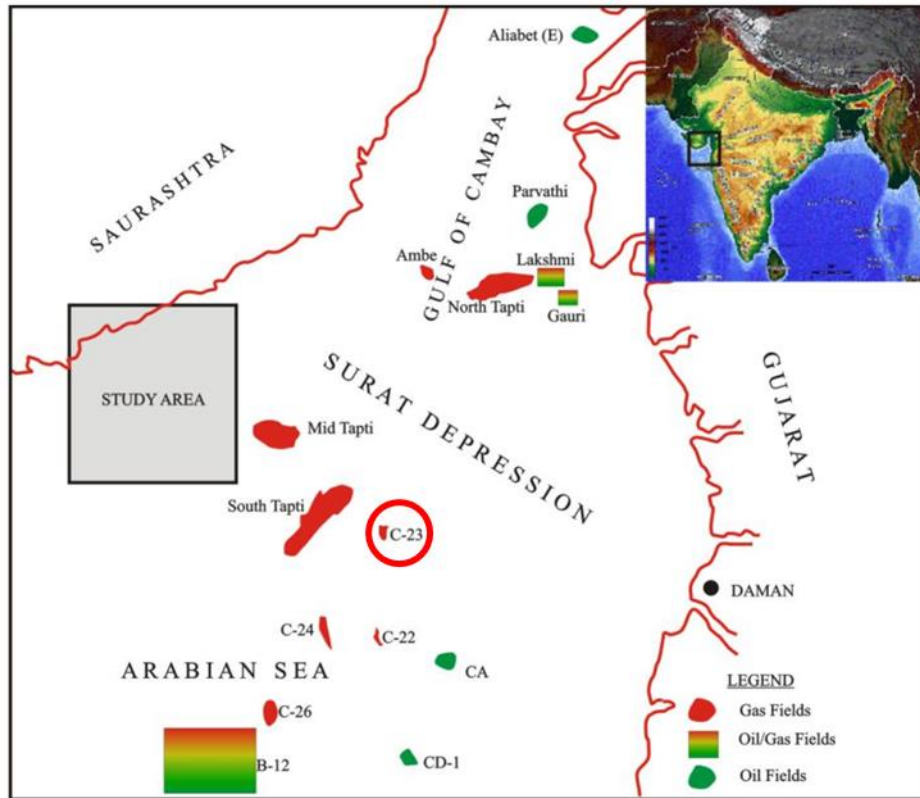 Aliabet (E)
SAURASHTRA
GULF OF CAMBAY
Parvathi
Ambe
Lakshmi
North Tapti
Gauri
STUDY AREA
SURAT DEPRESSION
GUJARAT
Mid Tapti
South Tapti
C-23
DAMAN
C-24
C-22
CA
ARABIAN SEA
C-26
B-12
CD-1
LEGEND
Gas Fields
Oil/Gas Fields
Oil Fields